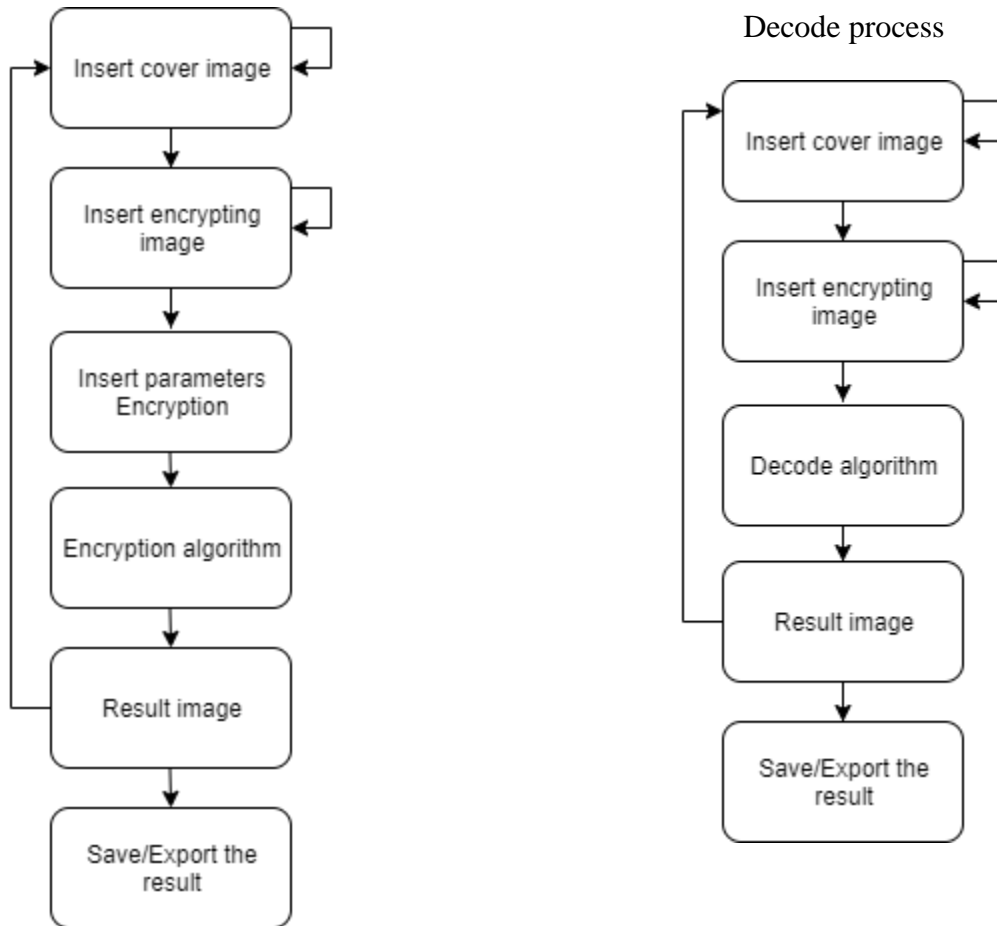 Insert cover image
Insert encrypting
image
Insert parameters
Encryption
Encryption algorithm
Result image
Save/Export the
result
Decode process
Insert cover image
Insert encrypting
image
Decode algorithm
Result image
Save/Export the
result